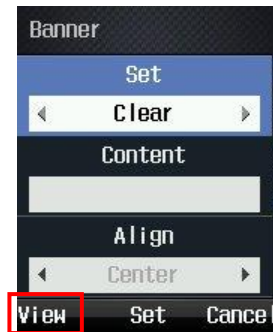 Banner
Set
Clear
Content
Align
Center
View Set Cance